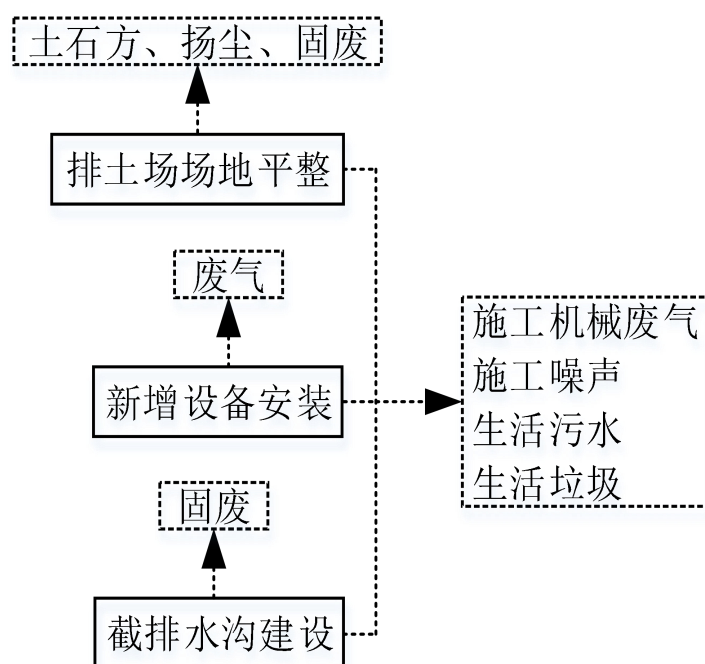 土石方、扬尘、固废
排土场场地平整
废气
新增设备安装
施工机械废气
施工噪声
生活污水
生活垃圾
固废
截排水沟建设